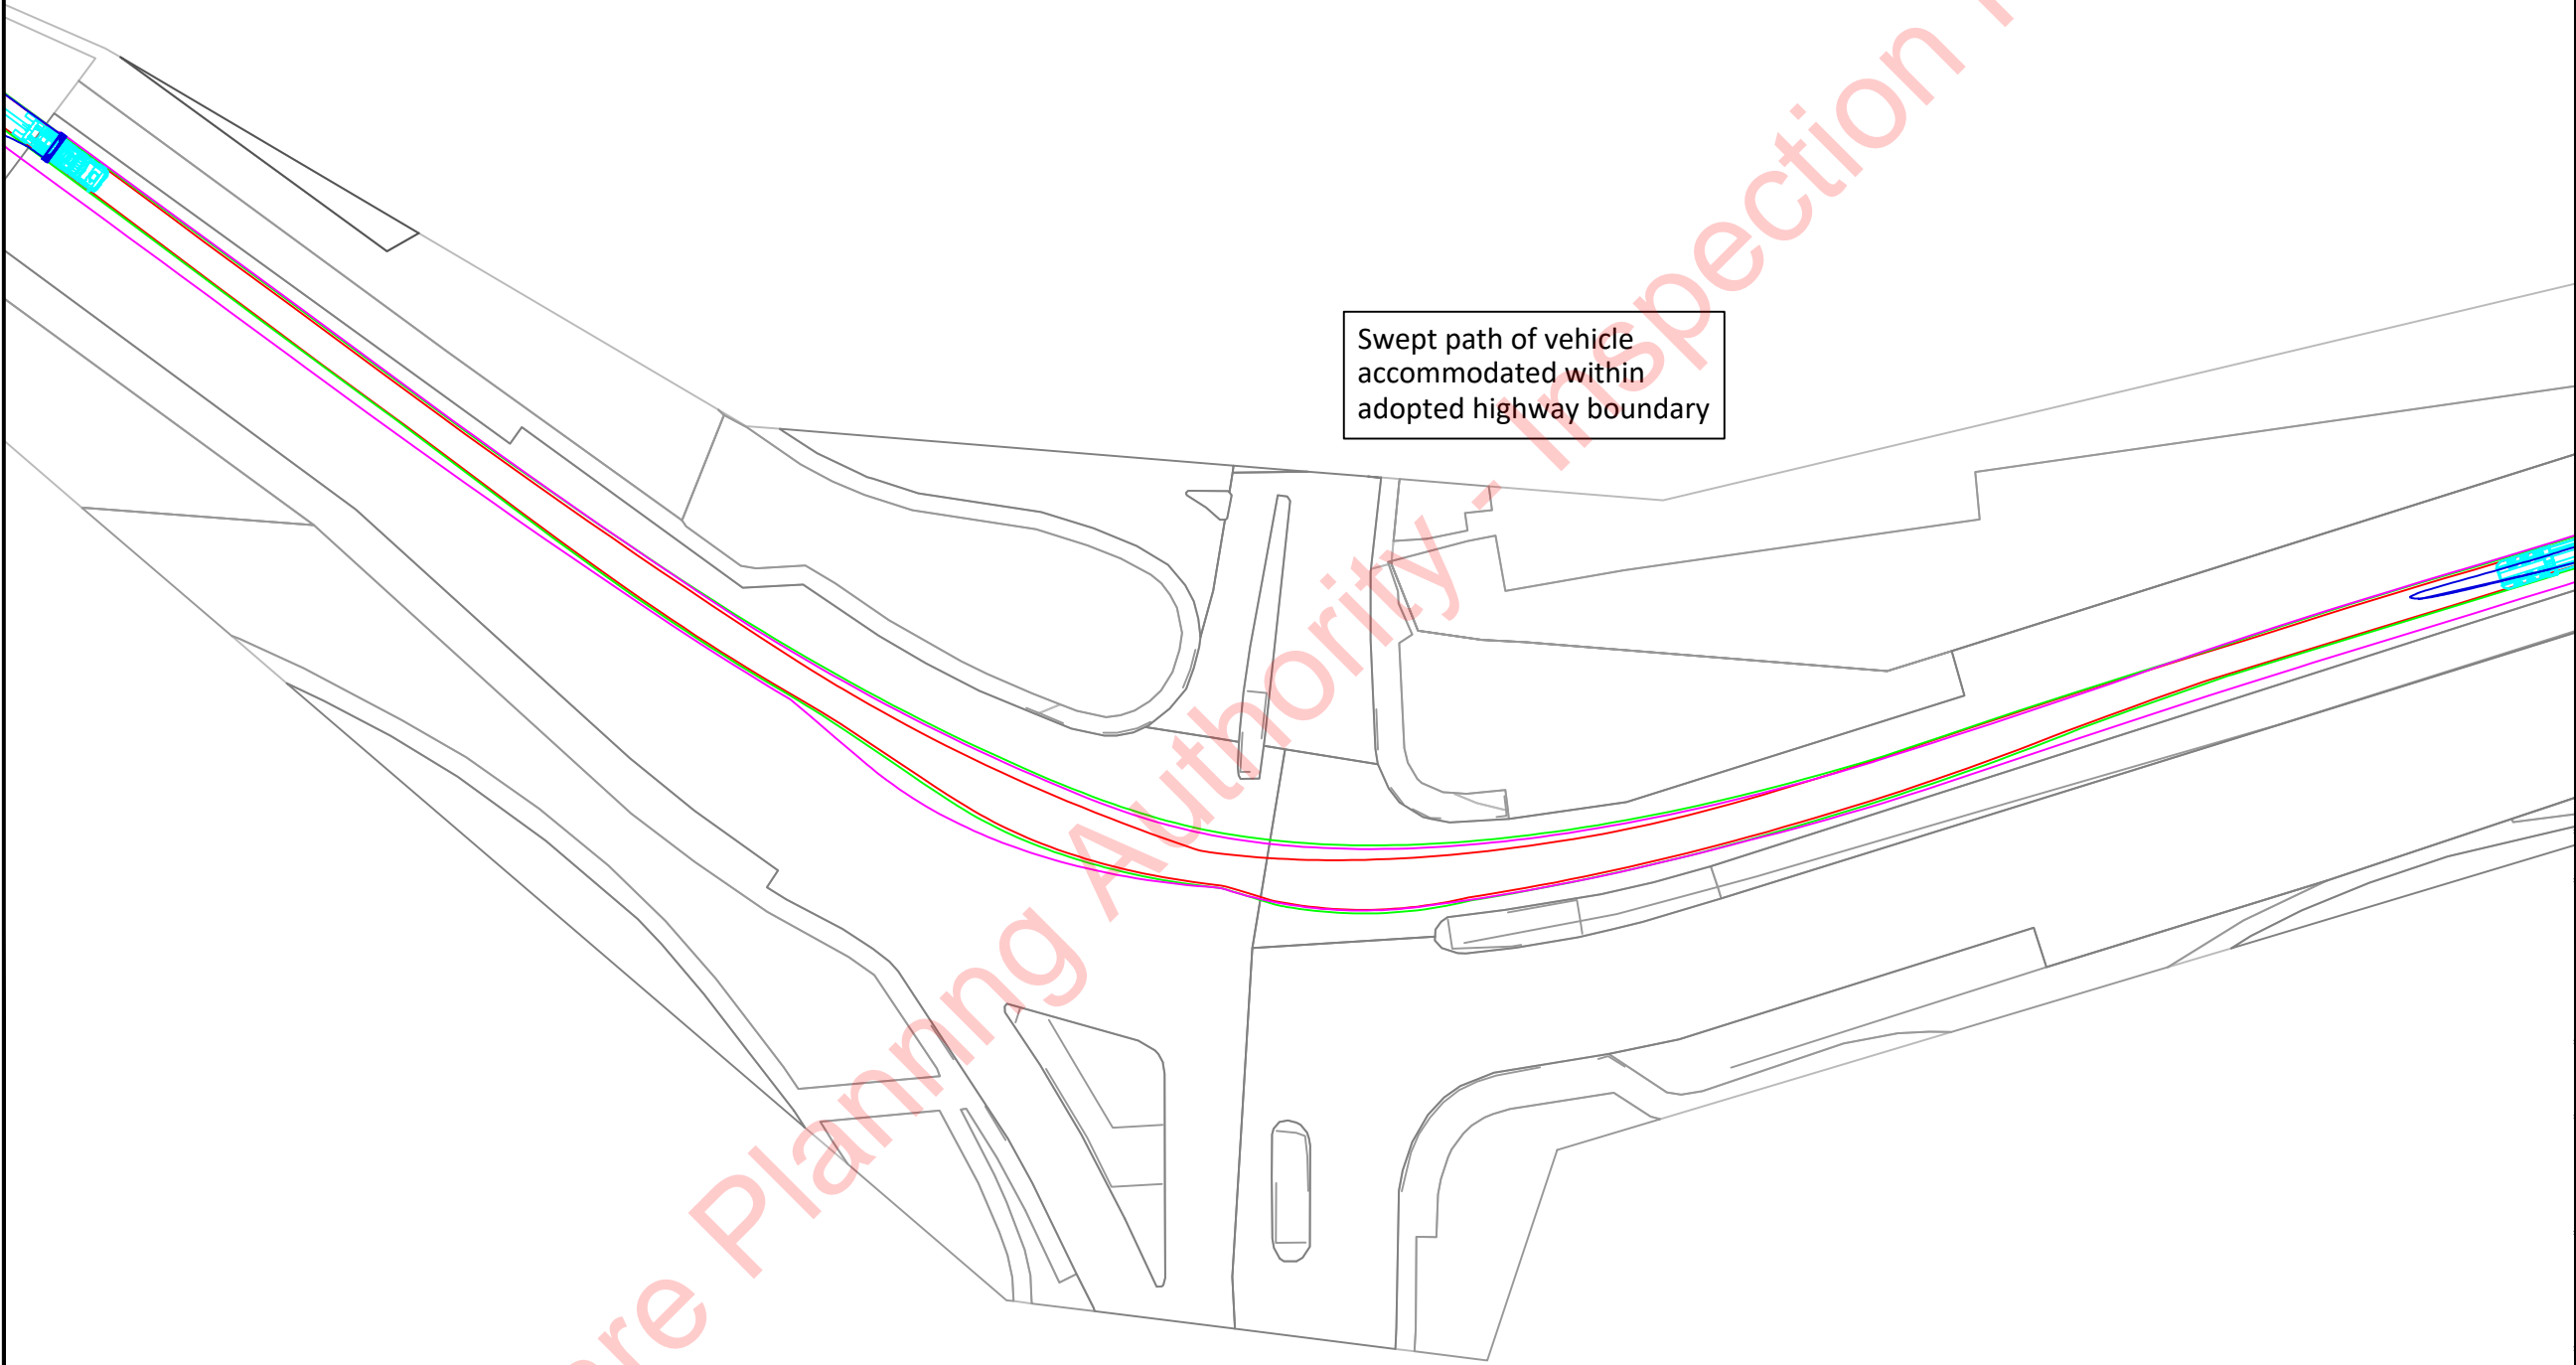 Swept path of vehicle
accommodated within
adopted highway boundary
re Planning Authority - Inspection